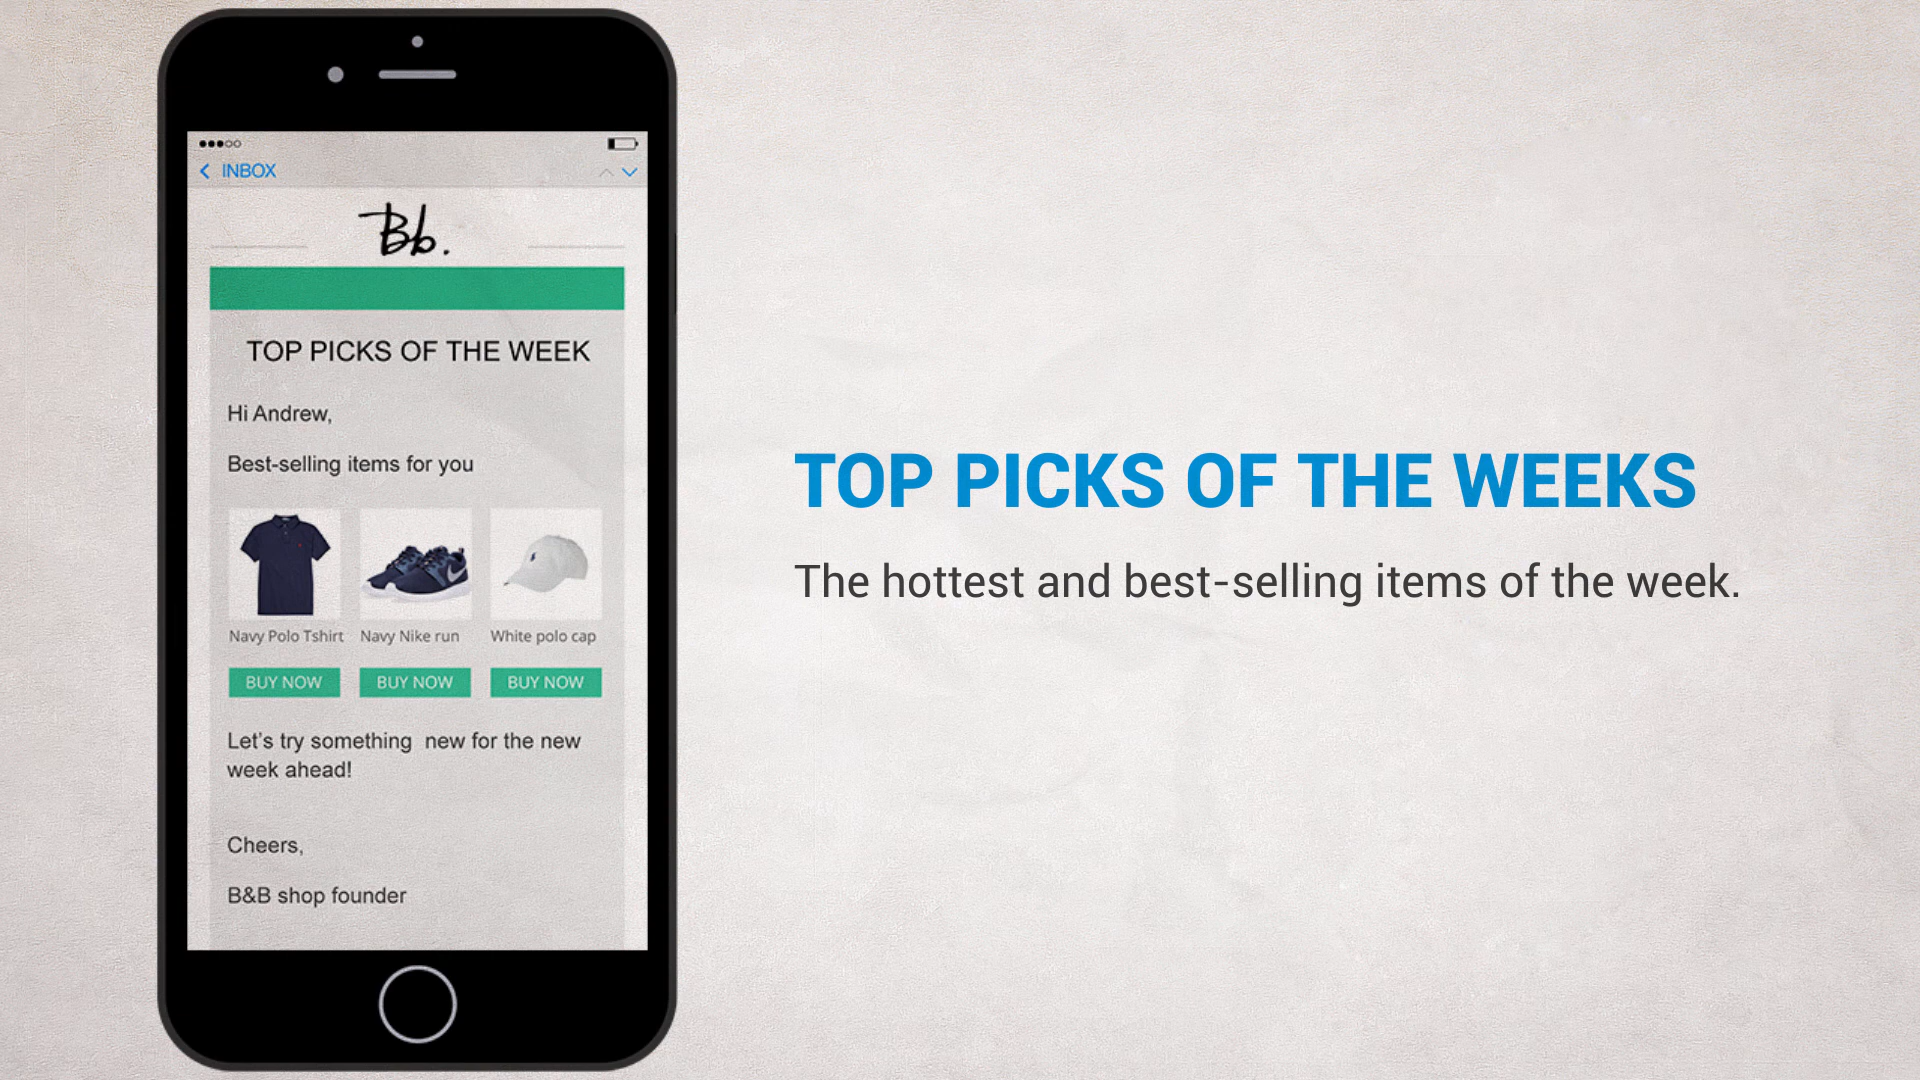 INBOX
Bb.
TOP PICKS OF THE WEEK
Hi Andrew,
Best-selling items for you
Navy Polo Tshirt Navy Nike run White polo cap
BUY NOW BUY NOW BUY NOW
Let's try something  new for the new
week ahead!
Cheers,
B&B shop founder
TOP PICKS OF THE WEEKS
The hottest and best-selling items of the week.